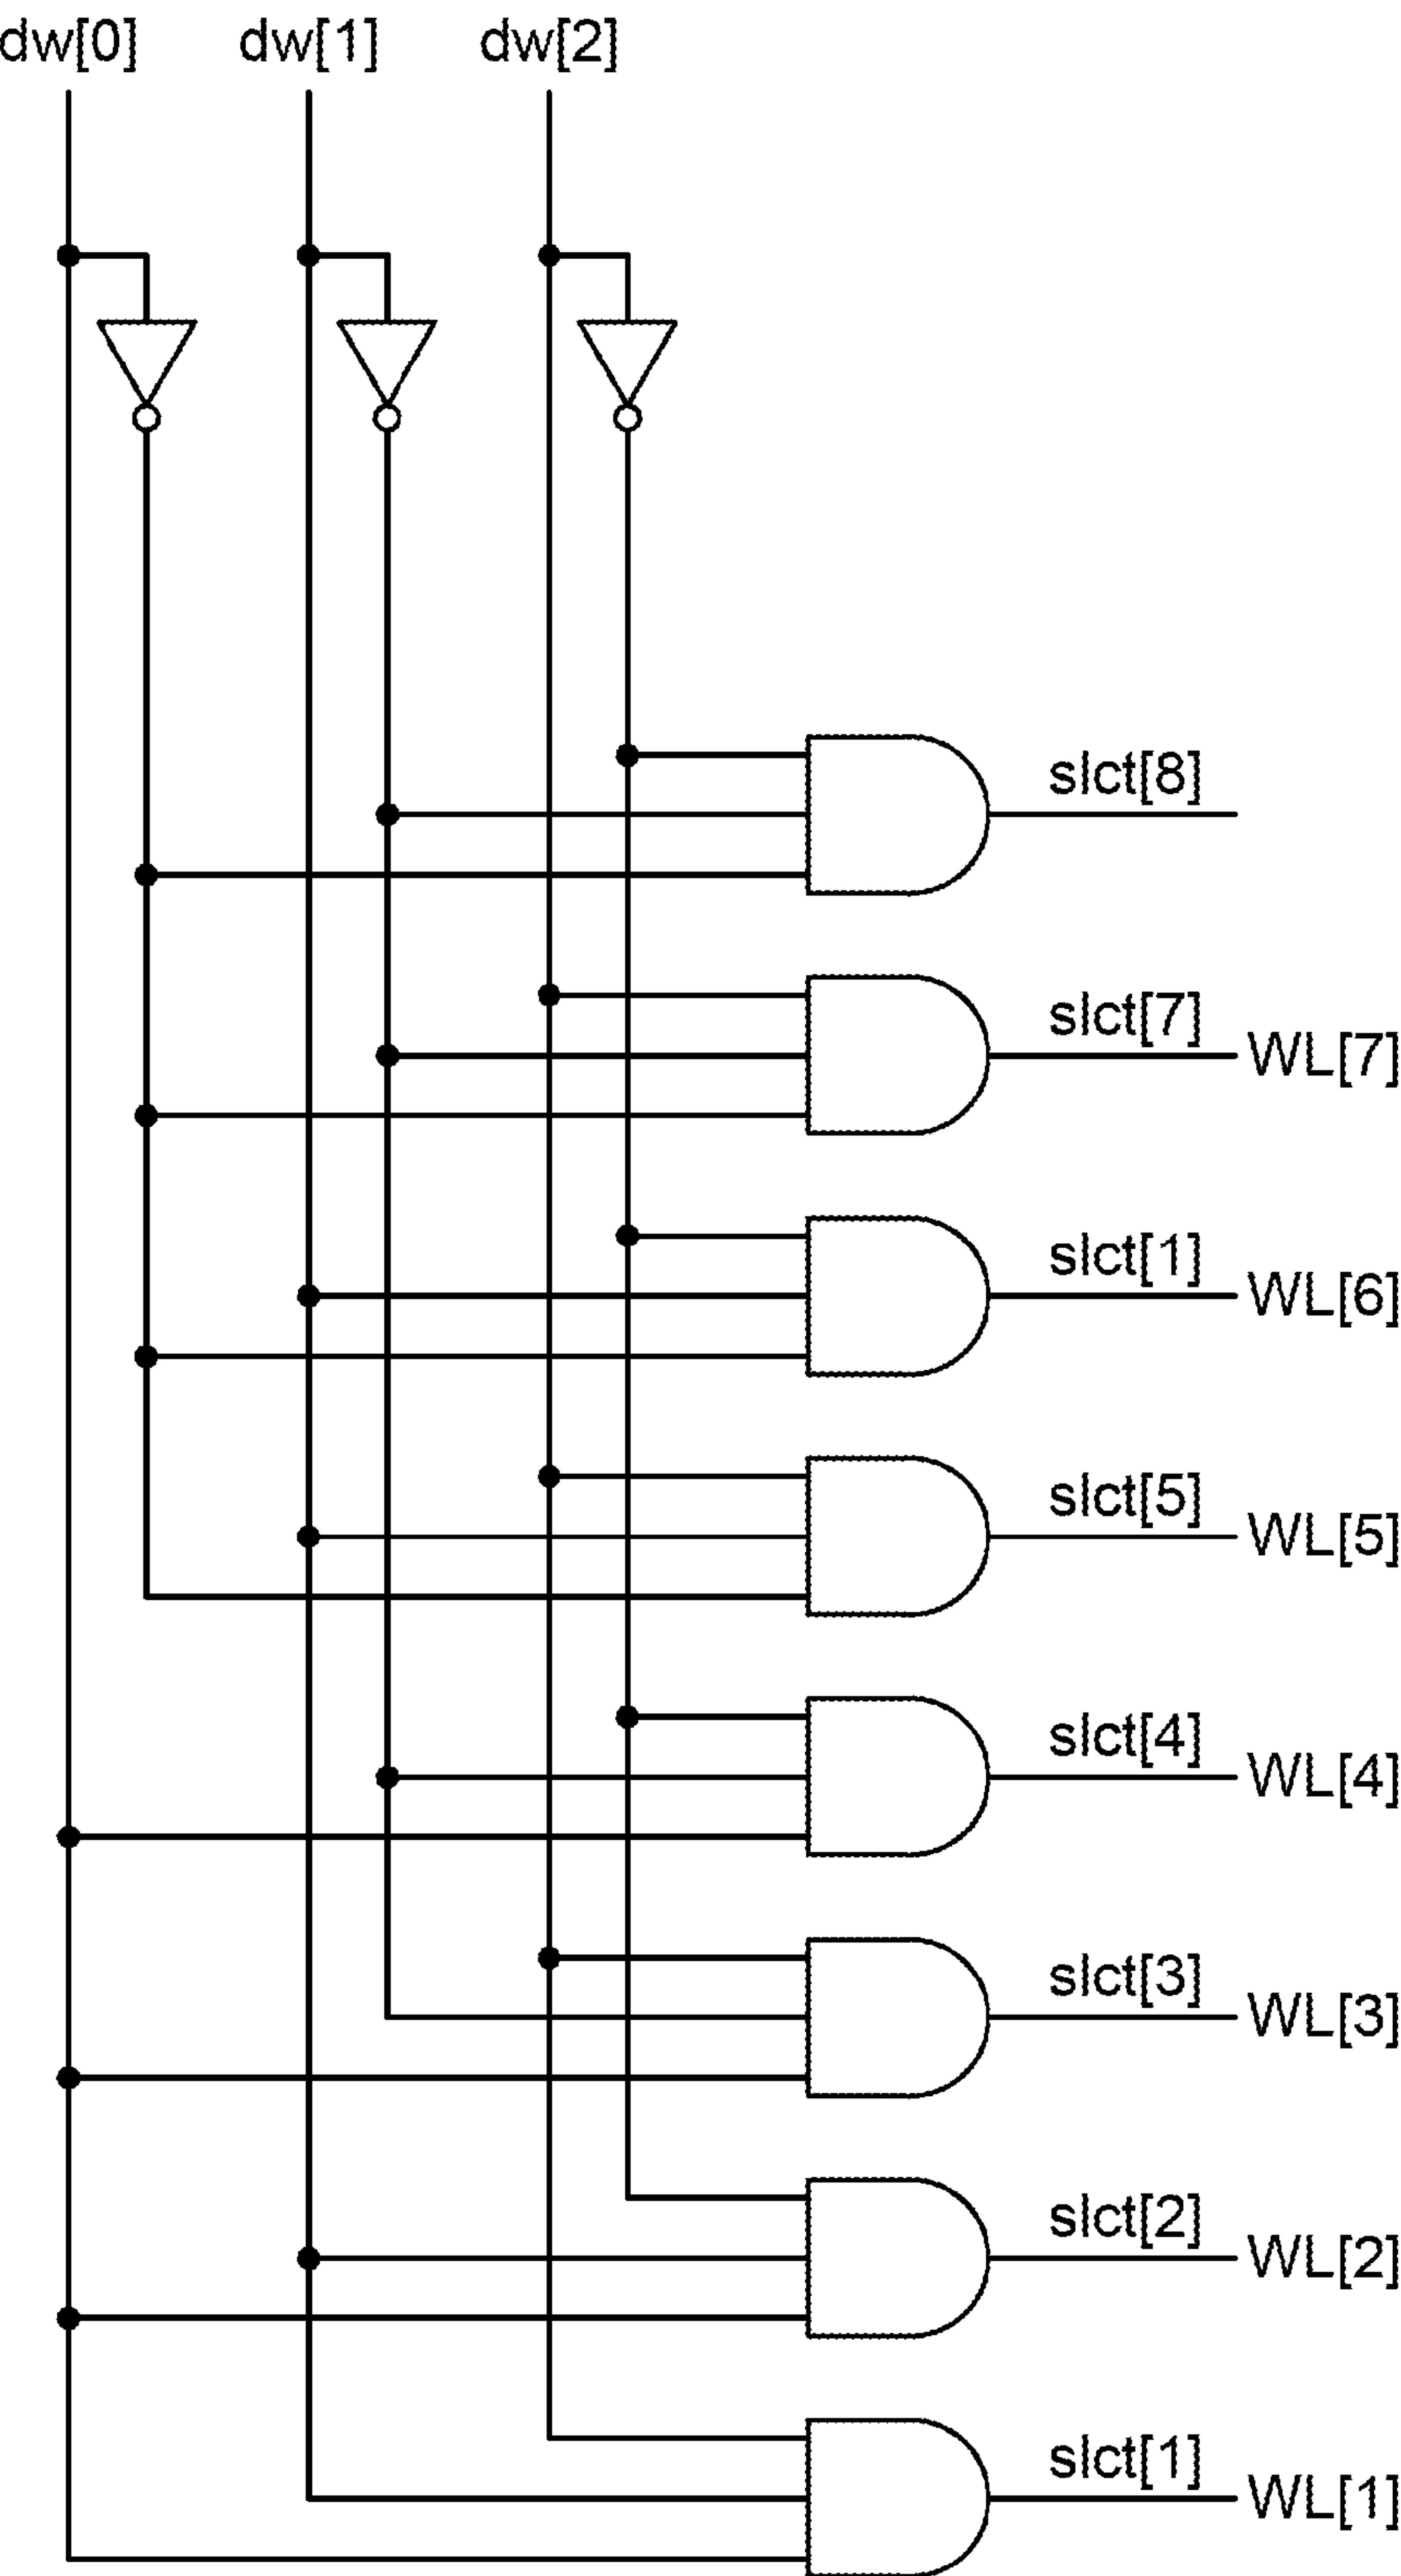 dw[0] dw[1] dw[2]
slct[8]
slct[7] WL[7]
slct[1] WL[6]
slct[5] WL[5]
slct[4] WL[4]
slct[3] WL[3]
slct[2] WL[2]
slct[1] WL[1]